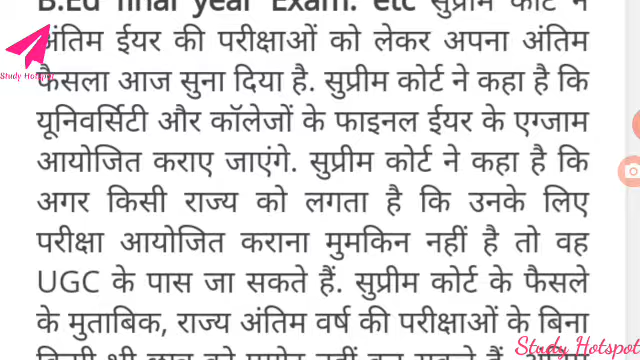 B.Ed final year Exam. etc सुप्रीम कोर्ट ने
अंतिम ईयर की परीक्षाओं को लेकर अपना अंतिम
Study Hotspot
फैसला आज सुना दिया है. सुप्रीम कोर्ट ने कहा है कि
यूनिवर्सिटी और कॉलेजों के फाइनल ईयर के एग्जाम
आयोजित कराए जाएंगे. सुप्रीम कोर्ट ने कहा है कि
अगर किसी राज्य को लगता है कि उनके लिए
परीक्षा आयोजित कराना मुमकिन नहीं है तो वह
UGC के पास जा सकते हैं. सुप्रीम कोर्ट के फैसले
के मुताबिक, राज्य अंतिम वर्ष की परीक्षाओं के बिना
Study Hotspot